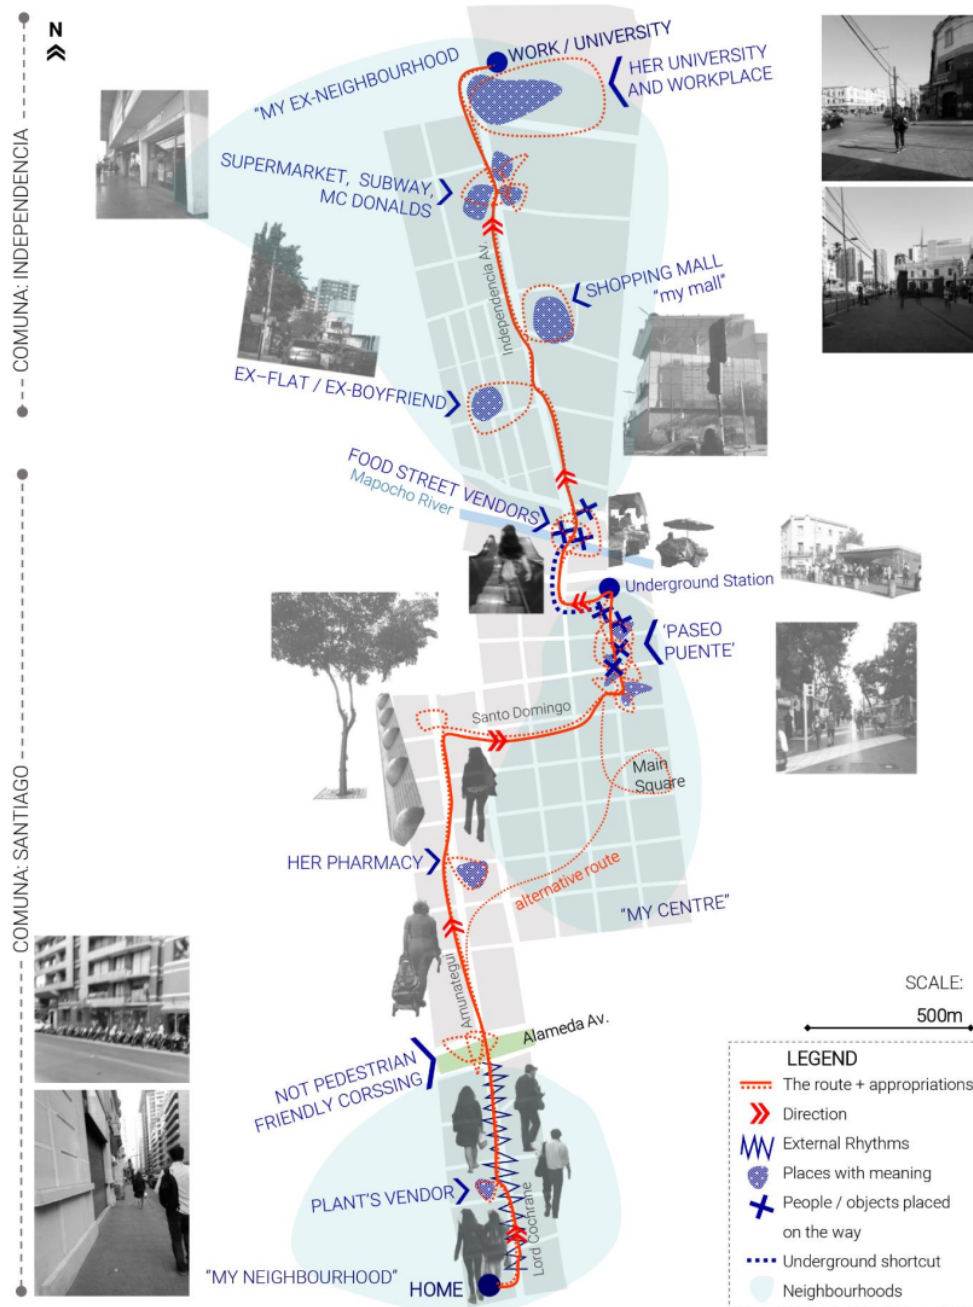 N
WORK / UNIVERSITY
"MY EX-NEIGHBOURHOOD
HER UNIVERSITY
AND WORKPLACE
SUPERMARKET, SUBWAY,
MC DONALDS
COMUNA: INDEPENDENCIA
Independencia Av.
SHOPPING MALL
"my mall"
EX–FLAT / EX-BOYFRIEND
FOOD STREET VENDORS
Mapocho River
Underground Station
'PASEO
PUENTE'
Santo Domingo
Main
Square
HER PHARMACY
alternative route
"MY CENTRE"
COMUNA: SANTIAGO
Amunategui
Alameda Av.
NOT PEDESTRIAN
FRIENDLY CORSSING
PLANT'S VENDOR
Lord Cochrane
"MY NEIGHBOURHOOD"
HOME
SCALE:
500m
LEGEND
The route + appropriations
Direction
External Rhythms
Places with meaning
People / objects placed
on the way
Underground shortcut
Neighbourhoods